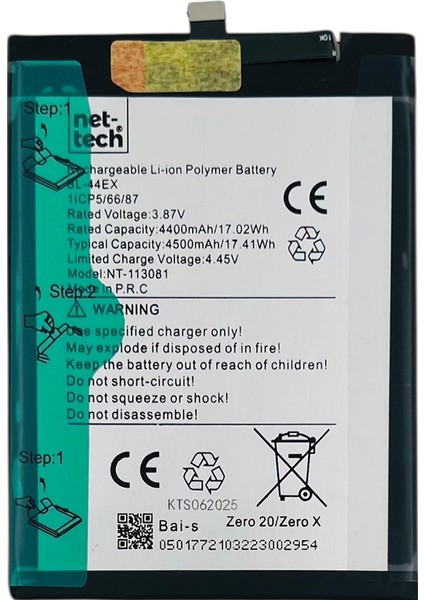 10K
Step:1
net-
tech®
Rechargeable Li-ion Polymer Battery
BL-44EX
1ICP5/66/87
Rated Voltage:3.87V
Rated Capacity:4400mAh/17.02Wh
Typical Capacity:4500mAh/17.41Wh
Limited Charge Voltage:4.45V
Model:NT-113081
Made in P.R.C
CE
Step:2
WARNING
Use specified charger only!
May explode if disposed of in fire!
Keep the battery out of reach of children!
Do not short-circuit!
Do not squeeze or shock!
Do not disassemble!
Step:1
CE
KTS062025
Bai-s
Zero 20/Zero X
0501772103223002954